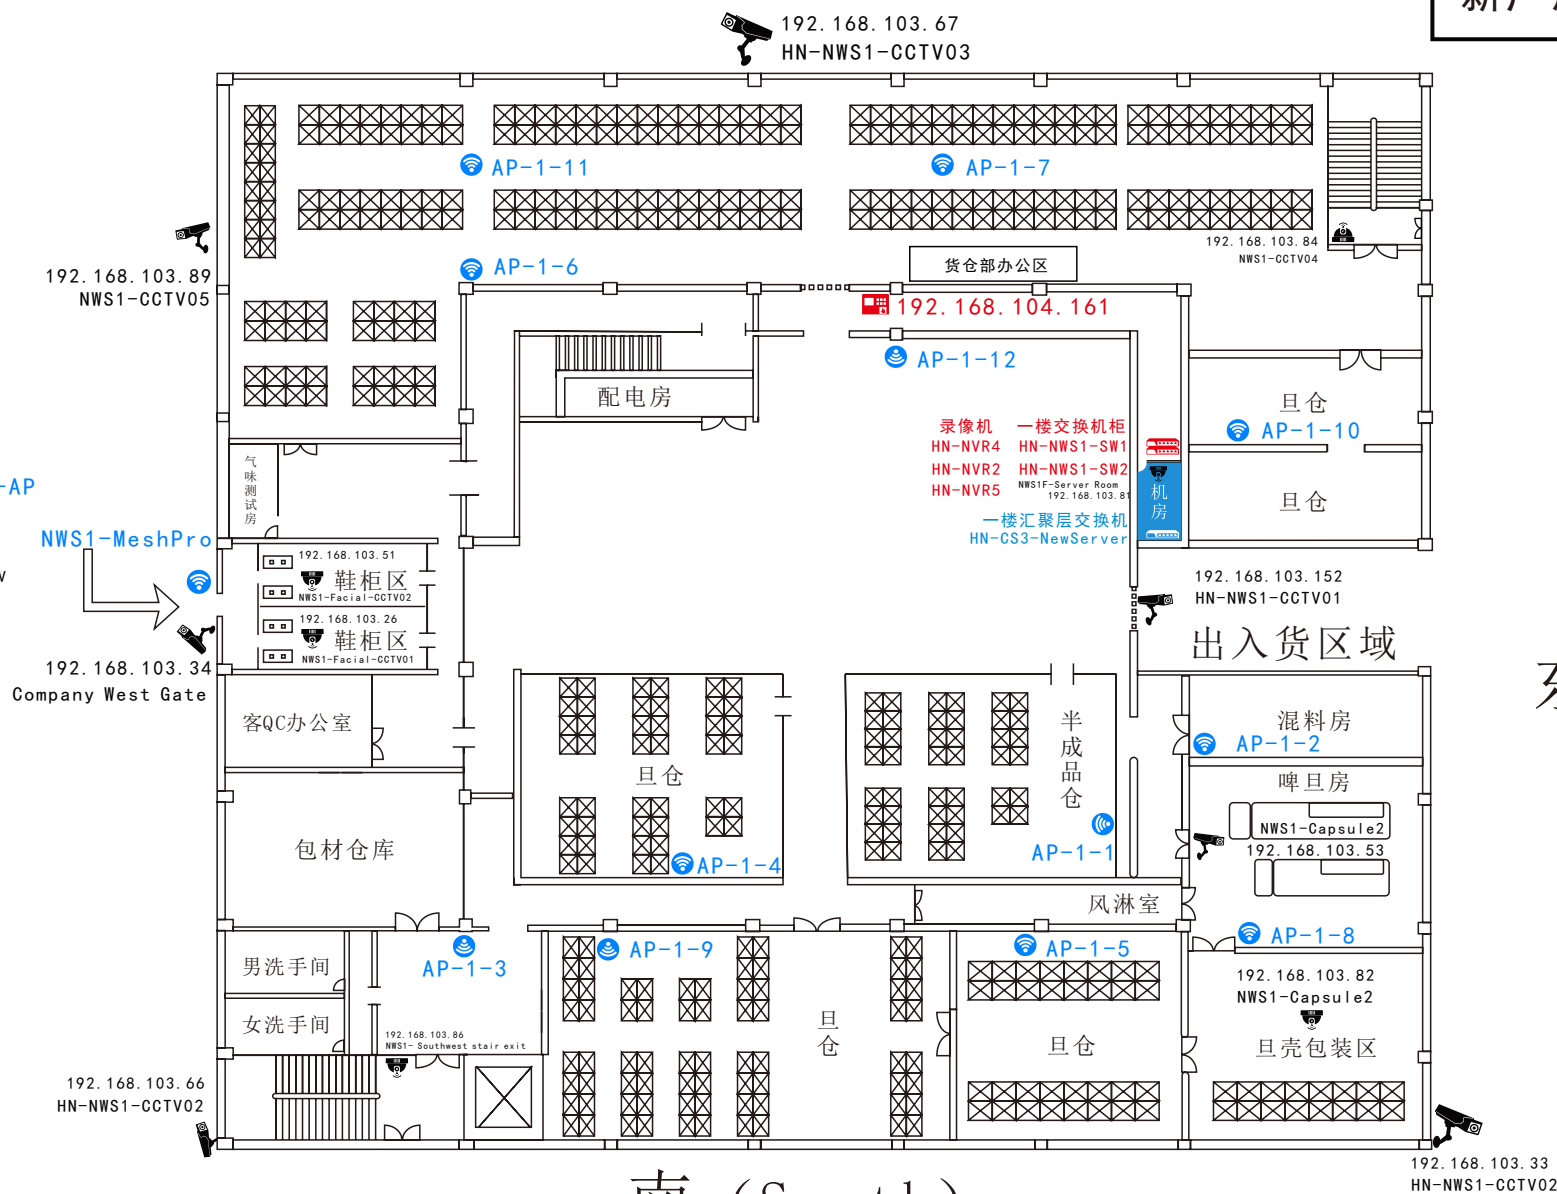 192.168.103.67
HN-NWS1-CCTV03
AP-1-11
AP-1-7
192.168.103.84
NWS1-CCTV04
192.168.103.89
NWS1-CCTV05
AP-1-6
货仓部办公区
192.168.104.161
AP-1-12
配电房
旦仓
AP-1-10
录像机
HN-NVR4
HN-NVR2
HN-NVR5
一楼交换机柜
HN-NWS1-SW1
HN-NWS1-SW2
NWS1F-Server Room
192.168.103.81
机房
旦仓
一楼汇聚层交换机
HN-CS3-NewServer
气味测试房
-AP
NWS1-MeshPro
192.168.103.51
鞋柜区
NWS1-Facial-CCTV02
192.168.103.26
鞋柜区
NWS1-Facial-CCTV01
192.168.103.152
HN-NWS1-CCTV01
出入货区域
192.168.103.34
Company West Gate
客QC办公室
旦仓
半成品仓
混料房
AP-1-2
啤旦房
NWS1-Capsule2
192.168.103.53
包材仓库
AP-1-4
AP-1-1
风淋室
AP-1-8
男洗手间
AP-1-3
AP-1-9
AP-1-5
192.168.103.82
NWS1-Capsule2
女洗手间
旦仓
旦仓
旦壳包装区
192.168.103.86
NWS1- Southwest stair exit
192.168.103.66
HN-NWS1-CCTV02
192.168.103.33
HN-NWS1-CCTV02
南 (South)